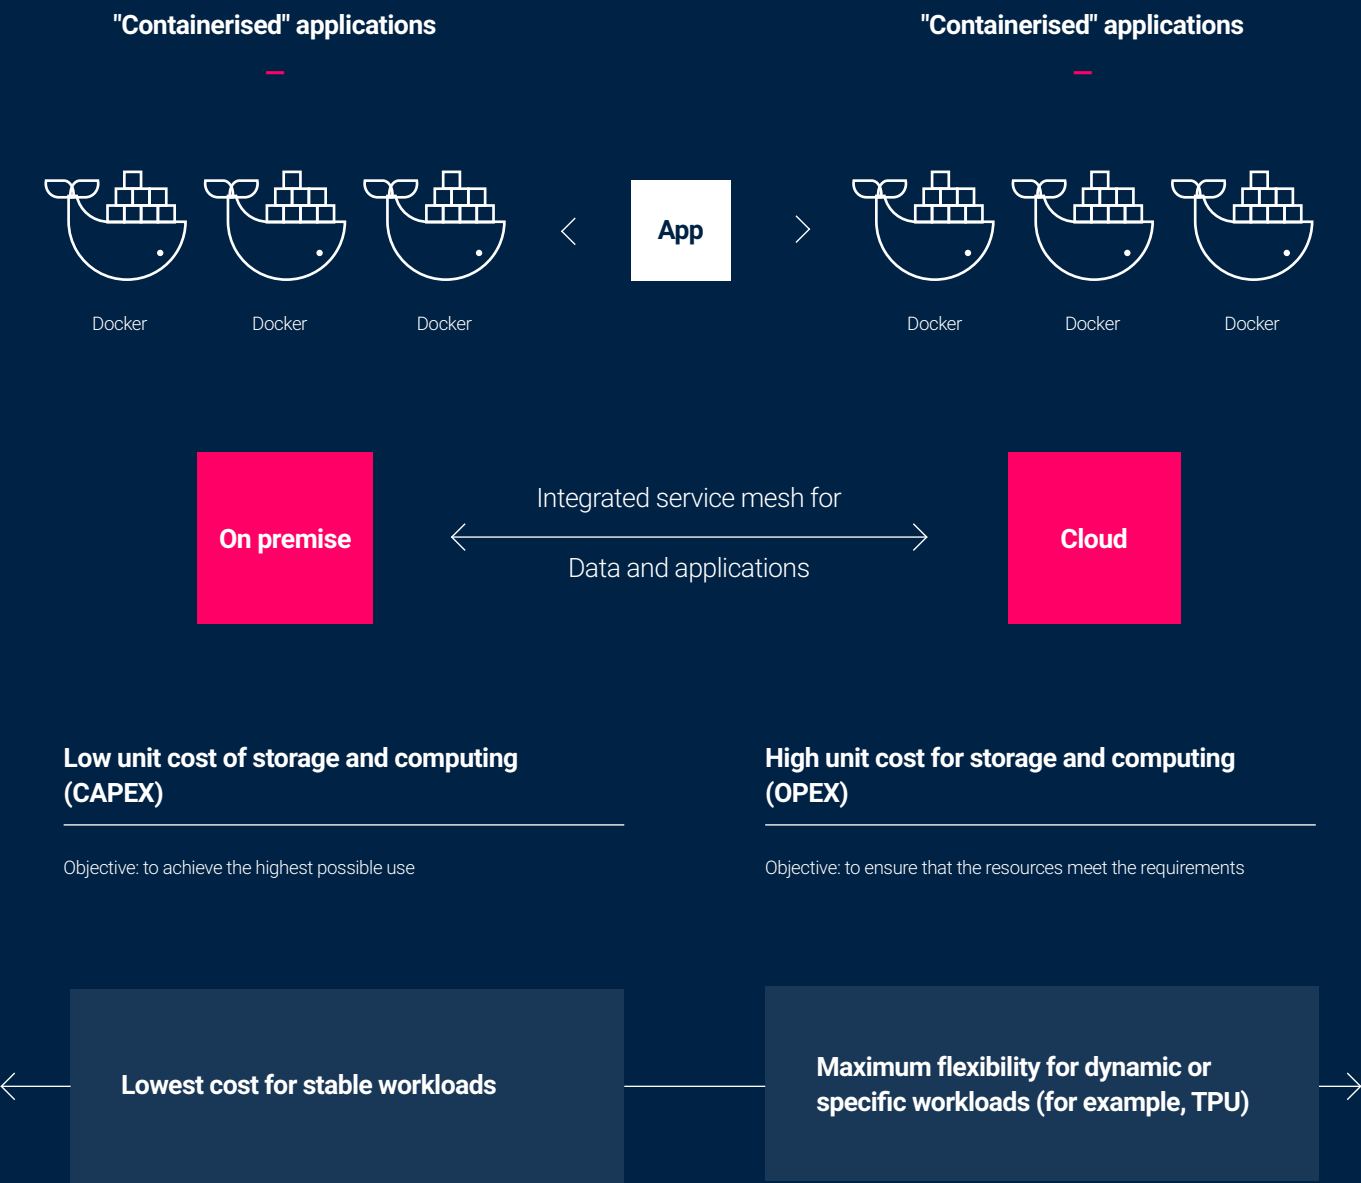 "Containerised" applications
"Containerised" applications
App
Docker
Docker
Docker
Docker
Docker
Docker
On premise
Integrated service mesh for
Data and applications
Cloud
Low unit cost of storage and computing
(CAPEX)
Objective: to achieve the highest possible use
High unit cost for storage and computing
(OPEX)
Objective: to ensure that the resources meet the requirements
Lowest cost for stable workloads
Maximum flexibility for dynamic or
specific workloads (for example, TPU)